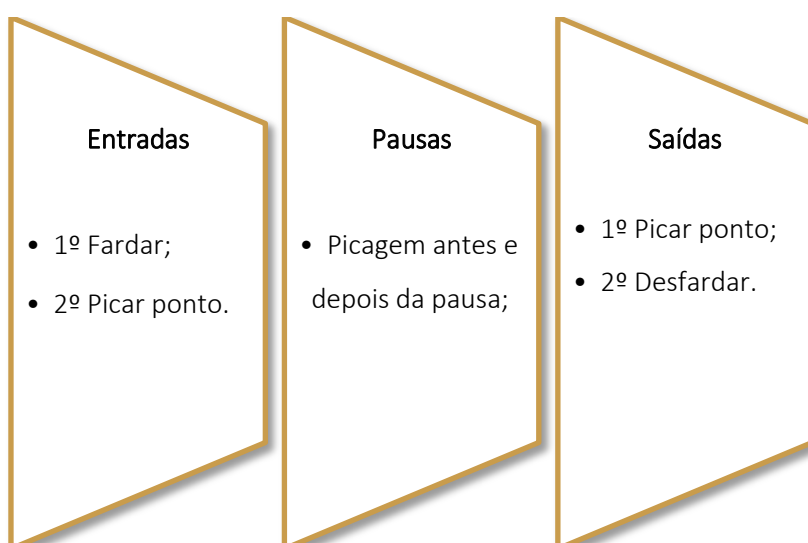 Entradas
• 1º Fardar;
• 2º Picar ponto.
Pausas
• Picagem antes e
depois da pausa;
Saídas
• 1º Picar ponto;
• 2º Desfardar.